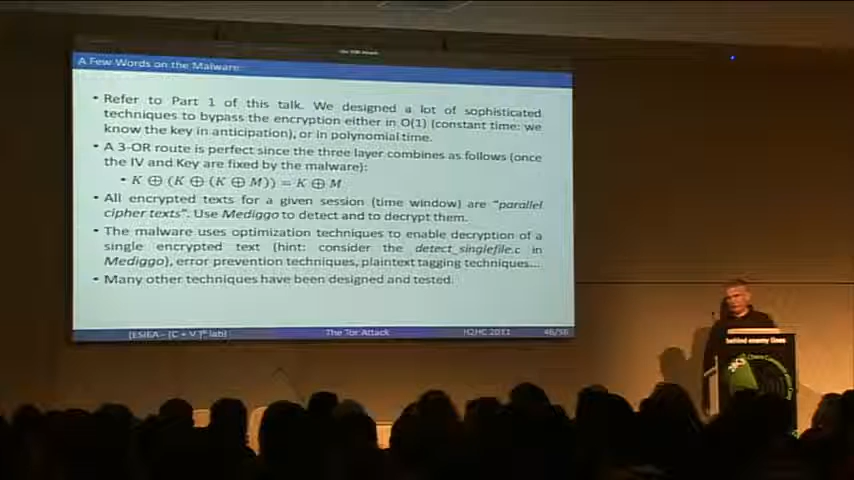 The TOR Attack
A Few Words on the Malware
• Refer to Part 1 of this talk. We designed a lot of sophisticated
techniques to bypass the encryption either in O(1) (constant time: we
know the key in anticipation), or in polynomial time.
• A 3-OR route is perfect since the three layer combines as follows (once
the IV and Key are fixed by the malware):
• K ⊕ (K ⊕ (K ⊕ M)) = K ⊕ M
• All encrypted texts for a given session (time window) are "parallel
cipher texts". Use Mediggo to detect and to decrypt them.
• The malware uses optimization techniques to enable decryption of a
single encrypted text (hint: consider the detect_singlefile.c in
Mediggo), error prevention techniques, plaintext tagging techniques...
• Many other techniques have been designed and tested.
The Tor Attack
H2HC 2011
46/56
behind enemy lines